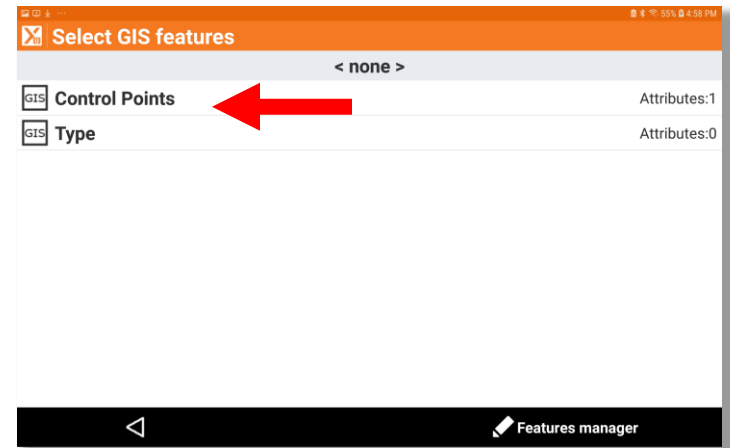 55% 4:58 PM
Select GIS features
< none >
GIS Control Points Attributes:1
GIS Type Attributes:0
Features manager